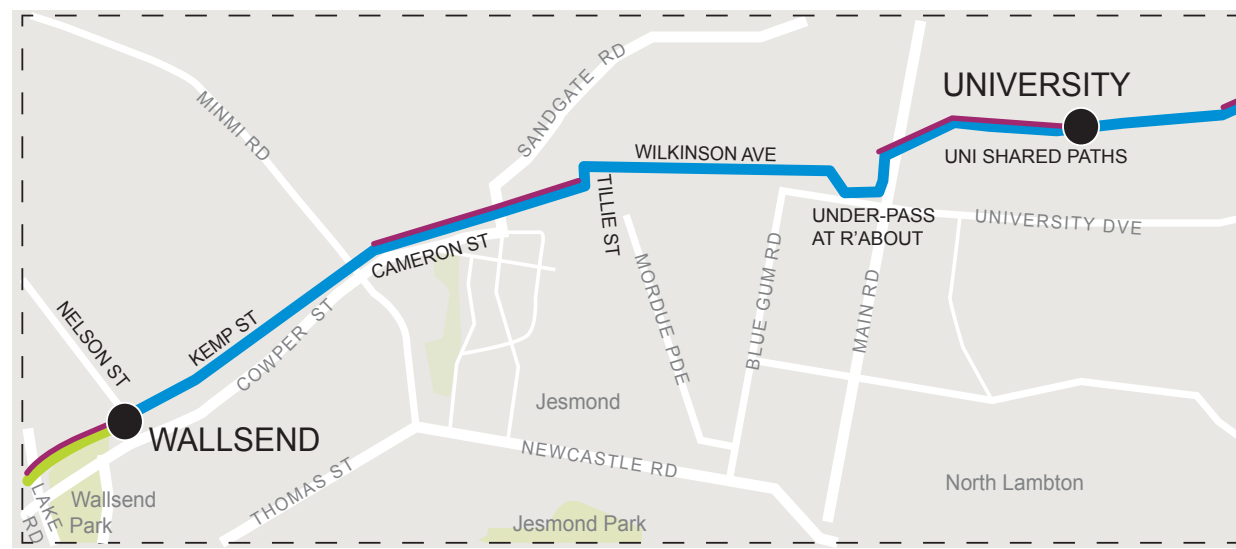 MINMI RD
SANDGATE RD
UNIVERSITY
UNI SHARED PATHS
WILKINSON AVE
TILLIE ST
UNDER-PASS
AT R'ABOUT
UNIVERSITY DVE
CAMERON ST
MORDUE PDE
BLUE GUM RD
MAIN RD
NELSON ST
KEMP ST
COWPER ST
WALLSEND
Jesmond
NEWCASTLE RD
THOMAS ST
North Lambton
LAKE
RD
Wallsend
Park
Jesmond Park